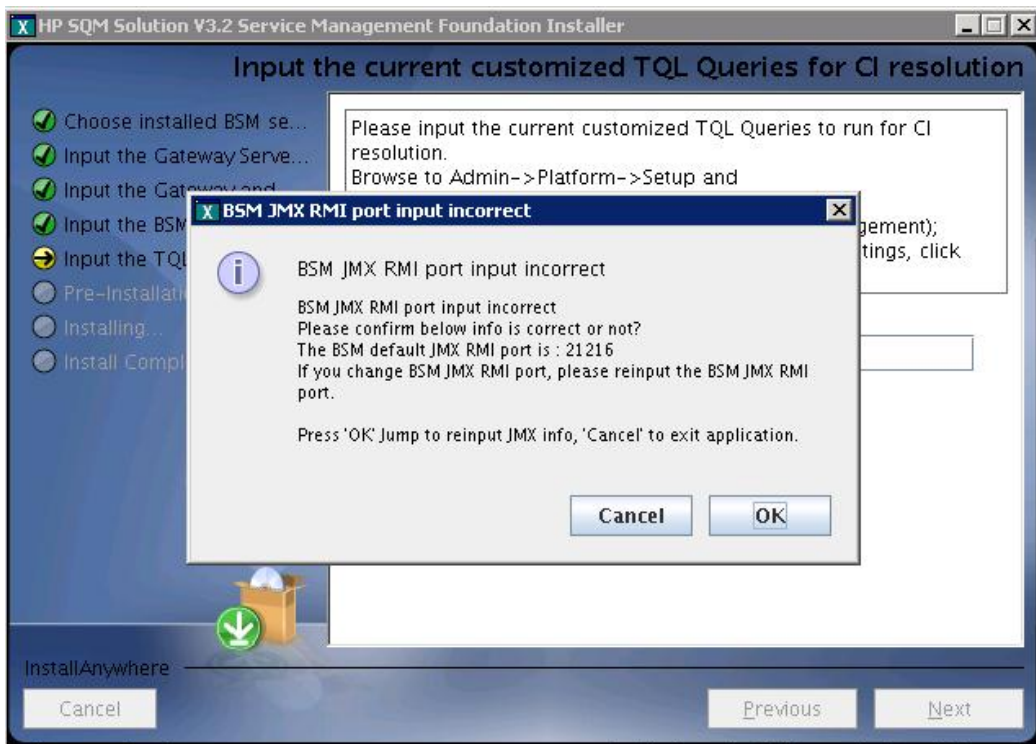 HP SQM Solution V3.2 Service Management Foundation Installer
Input the current customized TQL Queries for CI resolution
Choose installed BSM se...
Input the Gateway Serve...
Input the Gateway and
Input the BSM
Input the TQL
Pre-Installati
Installing...
Install Compl
Please input the current customized TQL Queries to run for CI
resolution.
Browse to Admin->Platform->Setup and
gement);
tings, click
BSM JMX RMI port input incorrect
BSM JMX RMI port input incorrect
BSM JMX RMI port input incorrect
Please confirm below info is correct or not?
The BSM default JMX RMI port is : 21216
If you change BSM JMX RMI port, please reinput the BSM JMX RMI
port.
Press 'OK' Jump to reinput JMX info, 'Cancel' to exit application.
Cancel
OK
InstallAnywhere
Cancel
Previous
Next